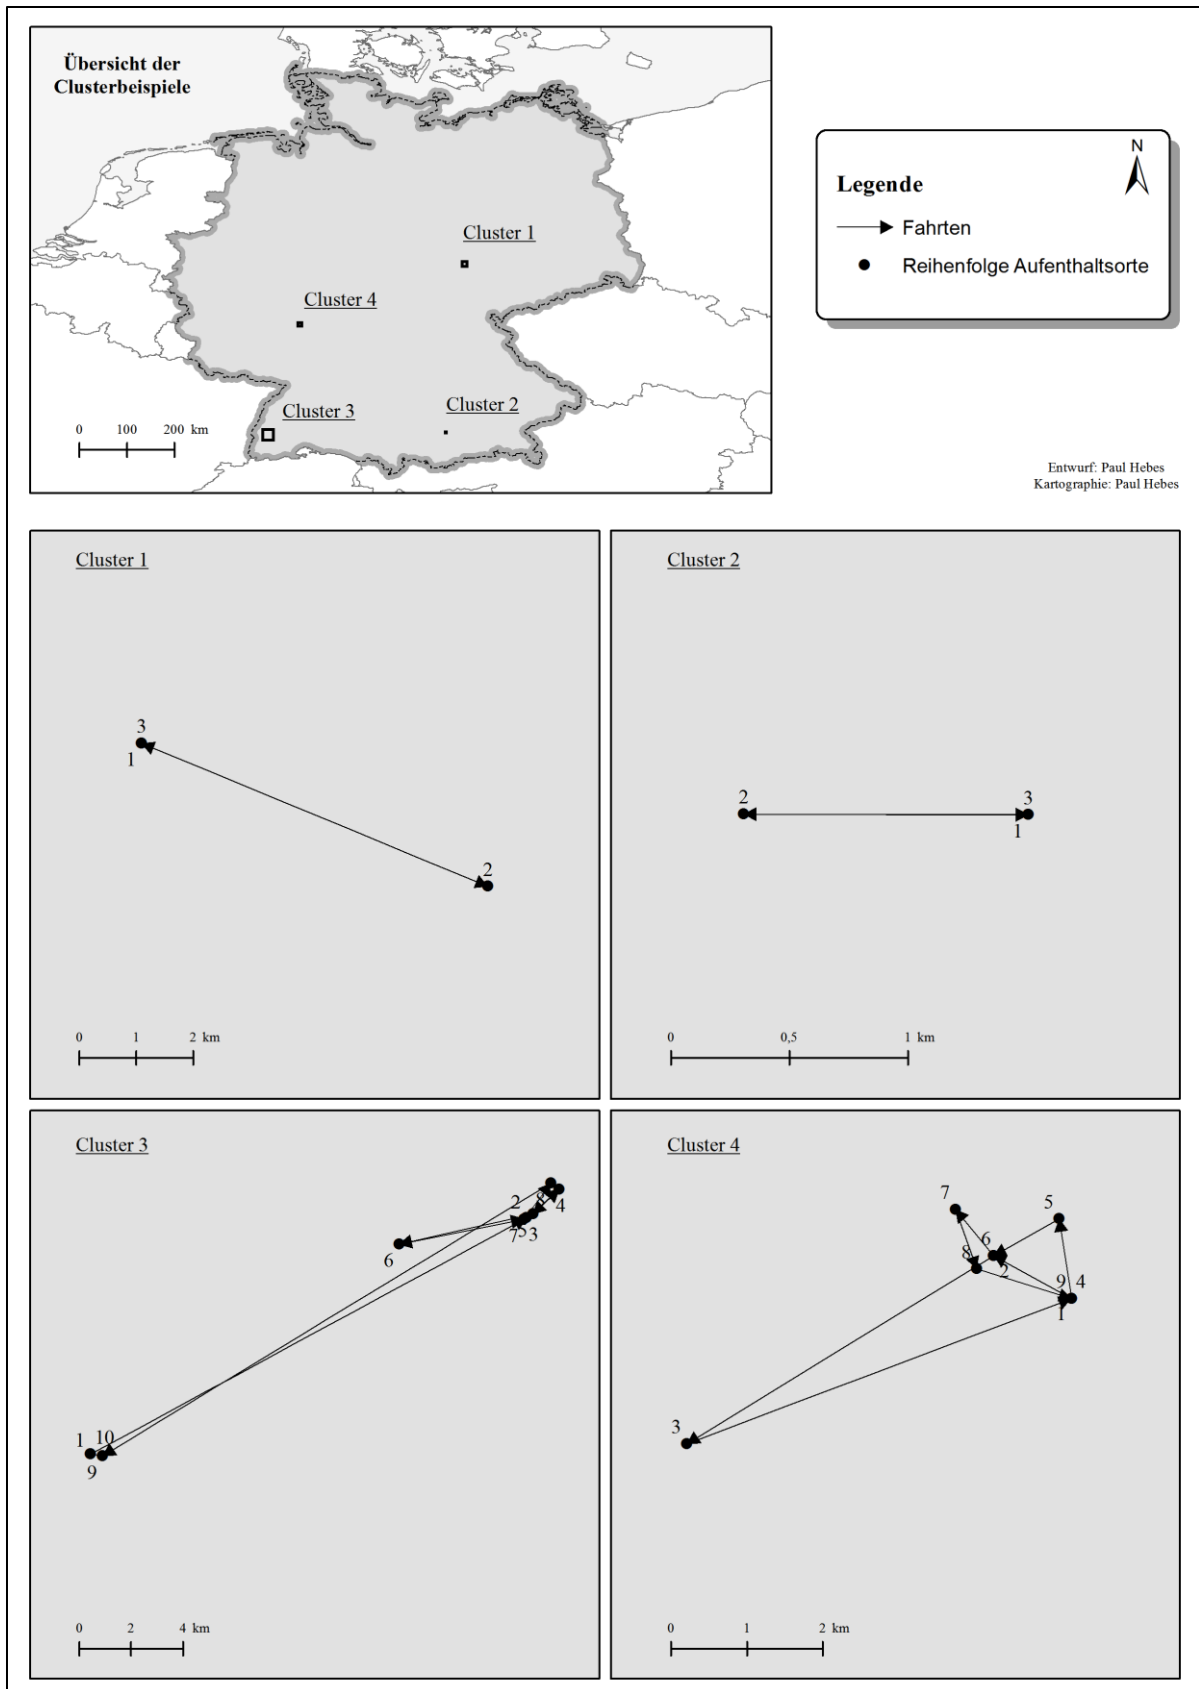 Übersicht der
Clusterbeispiele
Cluster 1
Cluster 4
Cluster 3
Cluster 2
0 100 200 km
N
Legende
Fahrten
Reihenfolge Aufenthaltsorte
Entwurf: Paul Hebes
Kartographie: Paul Hebes
Cluster 1
3
1
2
0 1 2 km
Cluster 2
2
3
1
0 0,5 1 km
Cluster 3
2
8
4
7
5
3
6
1
10
9
0 2 4 km
Cluster 4
7
5
6
8
2
9
4
1
3
0 1 2 km